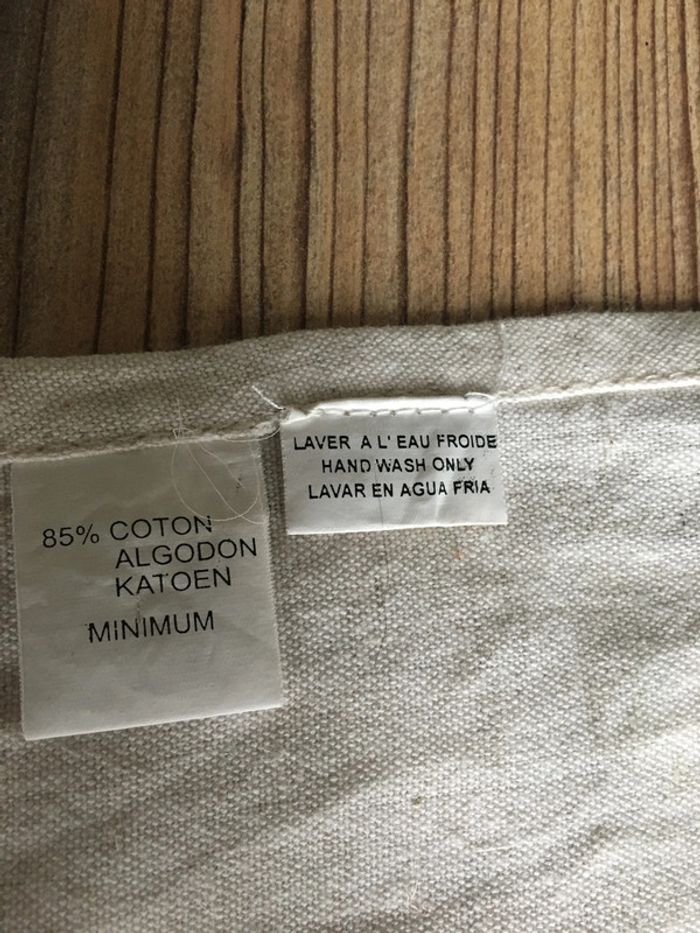 85% COTON
ALGODON
KATOEN
MINIMUM
LAVER A L' EAU FROIDE
HAND WASH ONLY
LAVAR EN AGUA FRIA